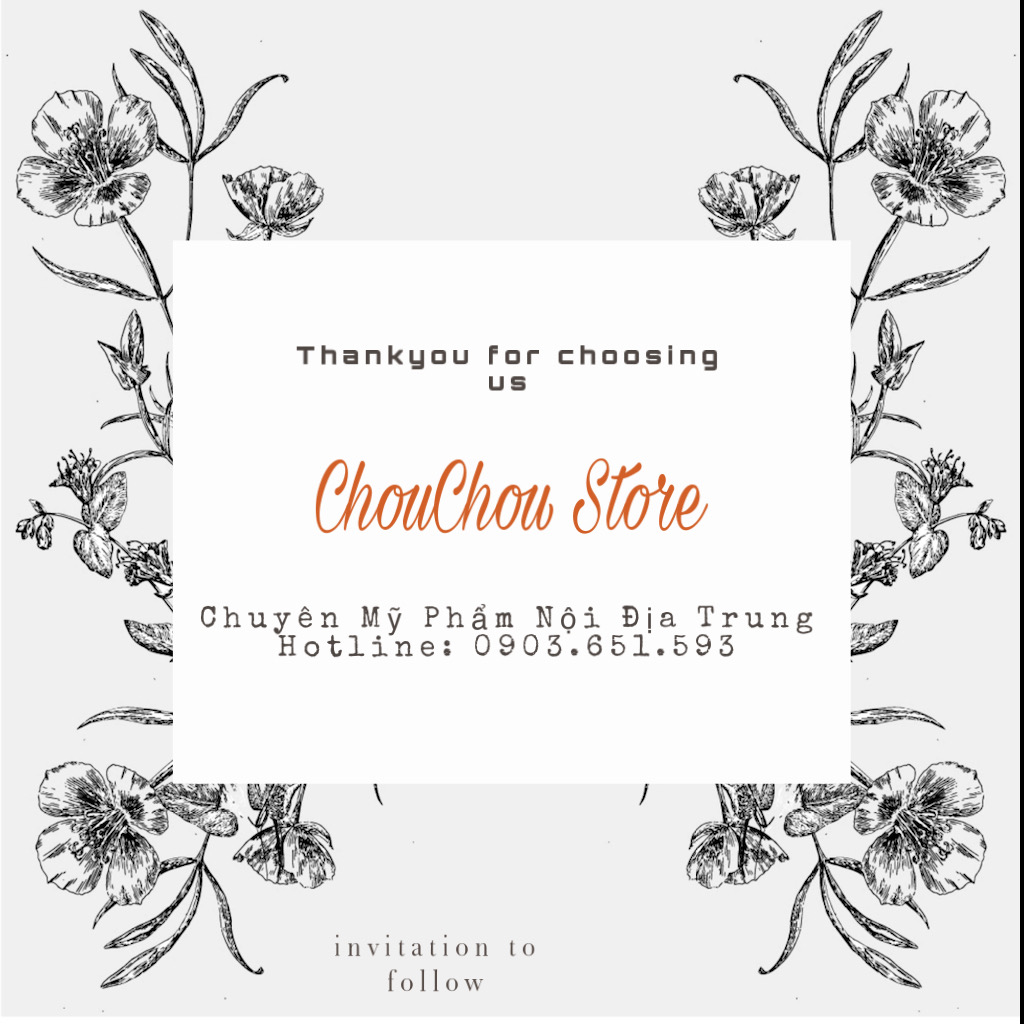 Thankyou for choosing
us
ChouChou Store
Chuyên Mỹ Phẩm Nội Địa Trung
Hotline: 0903.651.593
invitation to
follow